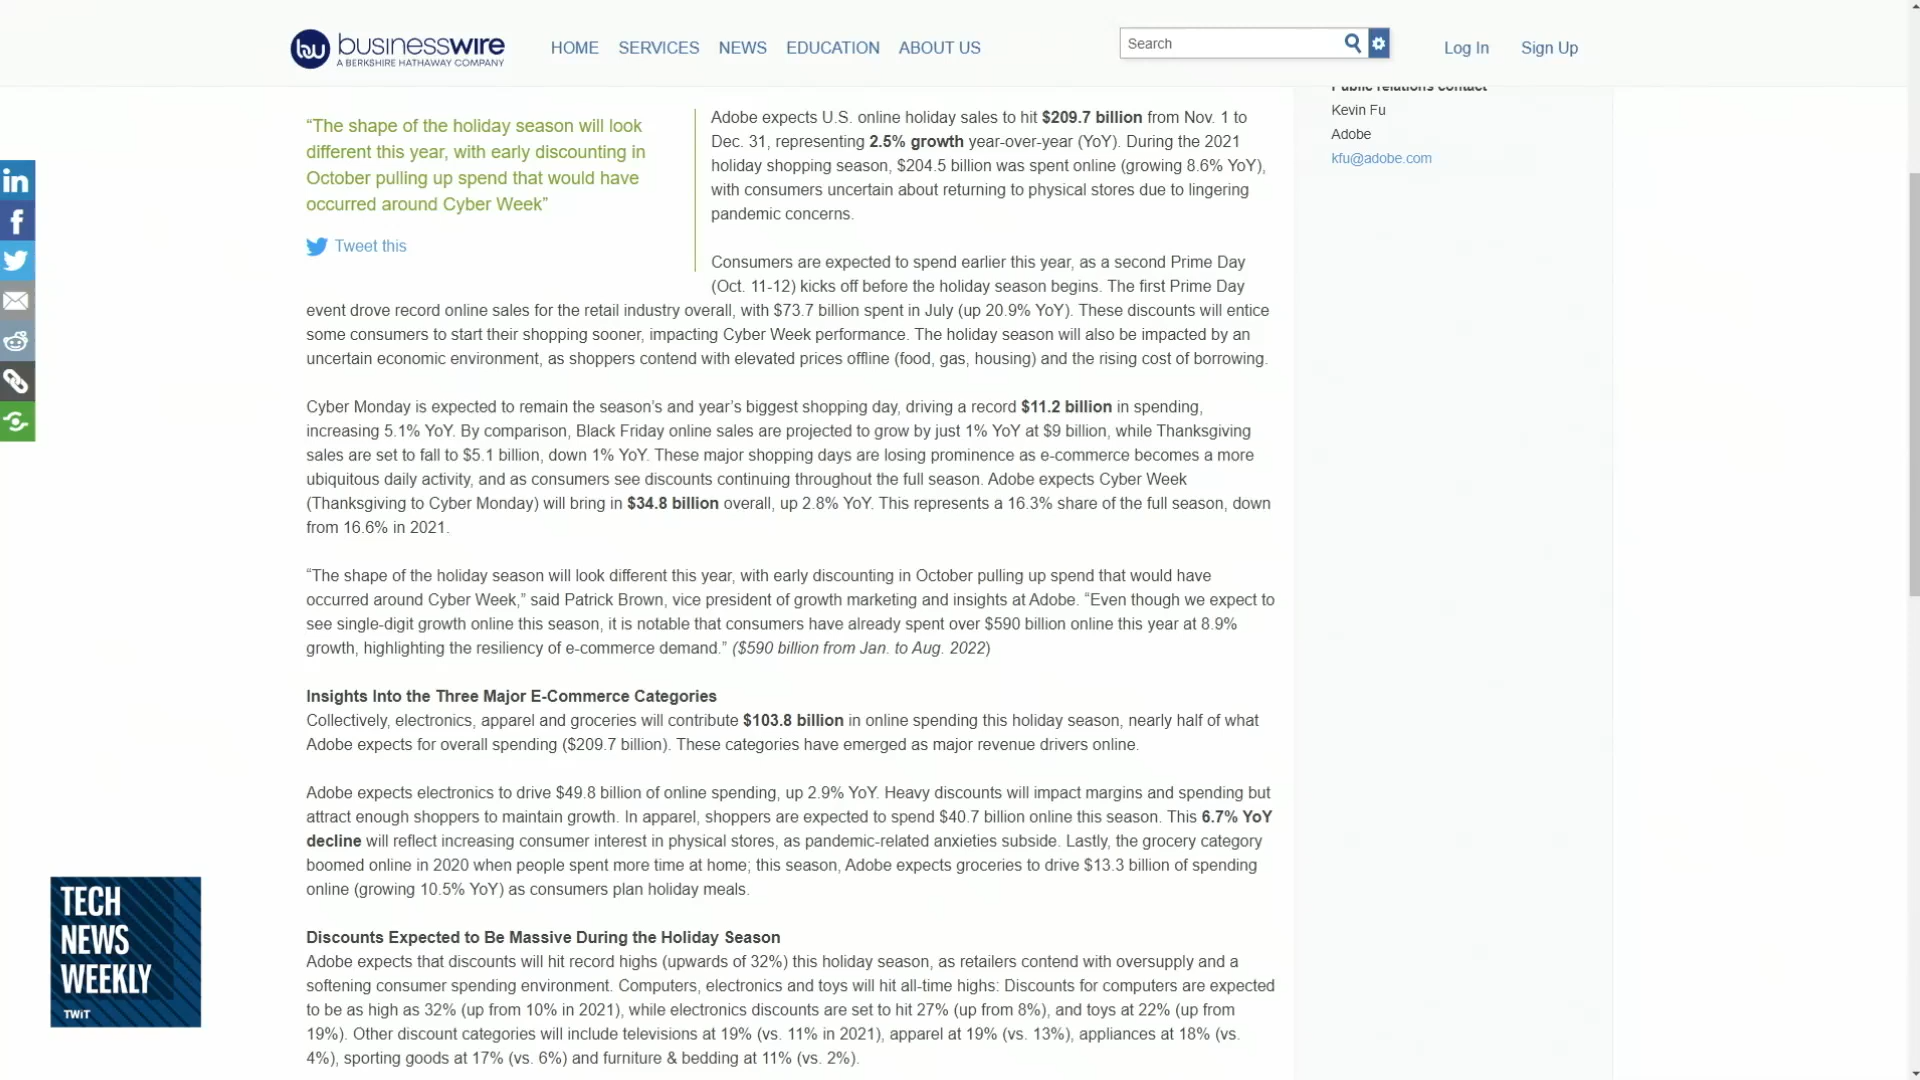 businesswire
A BERKSHIRE HATHAWAY COMPANY
HOME SERVICES NEWS EDUCATION ABOUT US
Search
Log In Sign Up
“The shape of the holiday season will look
different this year, with early discounting in
October pulling up spend that would have
occurred around Cyber Week”
Tweet this
Adobe expects U.S. online holiday sales to hit $209.7 billion from Nov. 1 to
Dec. 31, representing 2.5% growth year-over-year (YoY). During the 2021
holiday shopping season, $204.5 billion was spent online (growing 8.6% YoY),
with consumers uncertain about returning to physical stores due to lingering
pandemic concerns.
Consumers are expected to spend earlier this year, as a second Prime Day
(Oct. 11-12) kicks off before the holiday season begins. The first Prime Day
event drove record online sales for the retail industry overall, with $73.7 billion spent in July (up 20.9% YoY). These discounts will entice
some consumers to start their shopping sooner, impacting Cyber Week performance. The holiday season will also be impacted by an
uncertain economic environment, as shoppers contend with elevated prices offline (food, gas, housing) and the rising cost of borrowing.
Cyber Monday is expected to remain the season’s and year’s biggest shopping day, driving a record $11.2 billion in spending,
increasing 5.1% YoY. By comparison, Black Friday online sales are projected to grow by just 1% YoY at $9 billion, while Thanksgiving
sales are set to fall to $5.1 billion, down 1% YoY. These major shopping days are losing prominence as e-commerce becomes a more
ubiquitous daily activity, and as consumers see discounts continuing throughout the full season. Adobe expects Cyber Week
(Thanksgiving to Cyber Monday) will bring in $34.8 billion overall, up 2.8% YoY. This represents a 16.3% share of the full season, down
from 16.6% in 2021.
“The shape of the holiday season will look different this year, with early discounting in October pulling up spend that would have
occurred around Cyber Week,” said Patrick Brown, vice president of growth marketing and insights at Adobe. “Even though we expect to
see single-digit growth online this season, it is notable that consumers have already spent over $590 billion online this year at 8.9%
growth, highlighting the resiliency of e-commerce demand.” ($590 billion from Jan. to Aug. 2022)
Insights Into the Three Major E-Commerce Categories
Collectively, electronics, apparel and groceries will contribute $103.8 billion in online spending this holiday season, nearly half of what
Adobe expects for overall spending ($209.7 billion). These categories have emerged as major revenue drivers online.
Adobe expects electronics to drive $49.8 billion of online spending, up 2.9% YoY. Heavy discounts will impact margins and spending but
attract enough shoppers to maintain growth. In apparel, shoppers are expected to spend $40.7 billion online this season. This 6.7% YoY
decline will reflect increasing consumer interest in physical stores, as pandemic-related anxieties subside. Lastly, the grocery category
boomed online in 2020 when people spent more time at home; this season, Adobe expects groceries to drive $13.3 billion of spending
online (growing 10.5% YoY) as consumers plan holiday meals.
Discounts Expected to Be Massive During the Holiday Season
Adobe expects that discounts will hit record highs (upwards of 32%) this holiday season, as retailers contend with oversupply and a
softening consumer spending environment. Computers, electronics and toys will hit all-time highs: Discounts for computers are expected
to be as high as 32% (up from 10% in 2021), while electronics discounts are set to hit 27% (up from 8%), and toys at 22% (up from
19%). Other discount categories will include televisions at 19% (vs. 11% in 2021), apparel at 19% (vs. 13%), appliances at 18% (vs.
4%), sporting goods at 17% (vs. 6%) and furniture & bedding at 11% (vs. 2%).
Public relations contact
Kevin Fu
Adobe
kfu@adobe.com
TECH
NEWS
WEEKLY
TWiT